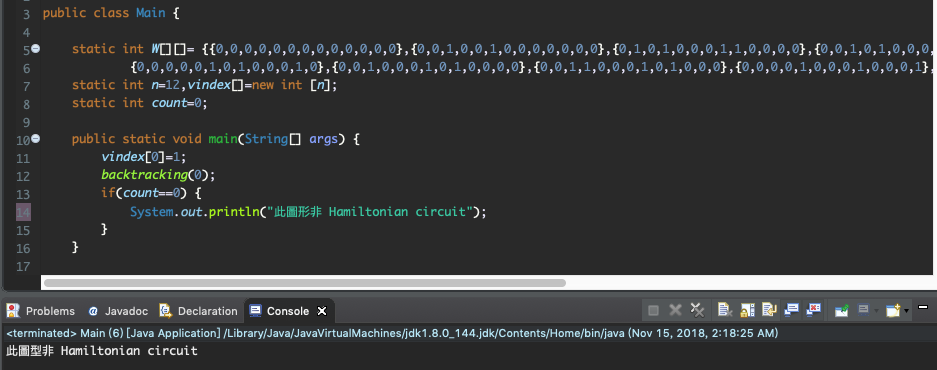 3 public class Main {
4
5 static int W[][]= {{0,0,0,0,0,0,0,0,0,0,0,0,0},{0,0,1,0,0,1,0,0,0,0,0,0,0},{0,1,0,1,0,0,0,1,1,0,0,0,0},{0,0,1,0,1,0,0,0,
6 {0,0,0,0,0,1,0,1,0,0,0,1,0},{0,0,1,0,0,0,1,0,1,0,0,0,0},{0,0,1,1,0,0,0,1,0,1,0,0,0},{0,0,0,0,1,0,0,0,1,0,0,0,1},
7 static int n=12,vindex[]=new int [n];
8 static int count=0;
9
10 public static void main(String[] args) {
11 vindex[0]=1;
12 backtracking(0);
13 if(count==0) {
14 System.out.println("此圖形非 Hamiltonian circuit");
15 }
16 }
17
Problems @ Javadoc Declaration Console
<terminated> Main (6) [Java Application] /Library/Java/JavaVirtualMachines/jdk1.8.0_144.jdk/Contents/Home/bin/java (Nov 15, 2018, 2:18:25 AM)
此圖型非 Hamiltonian circuit